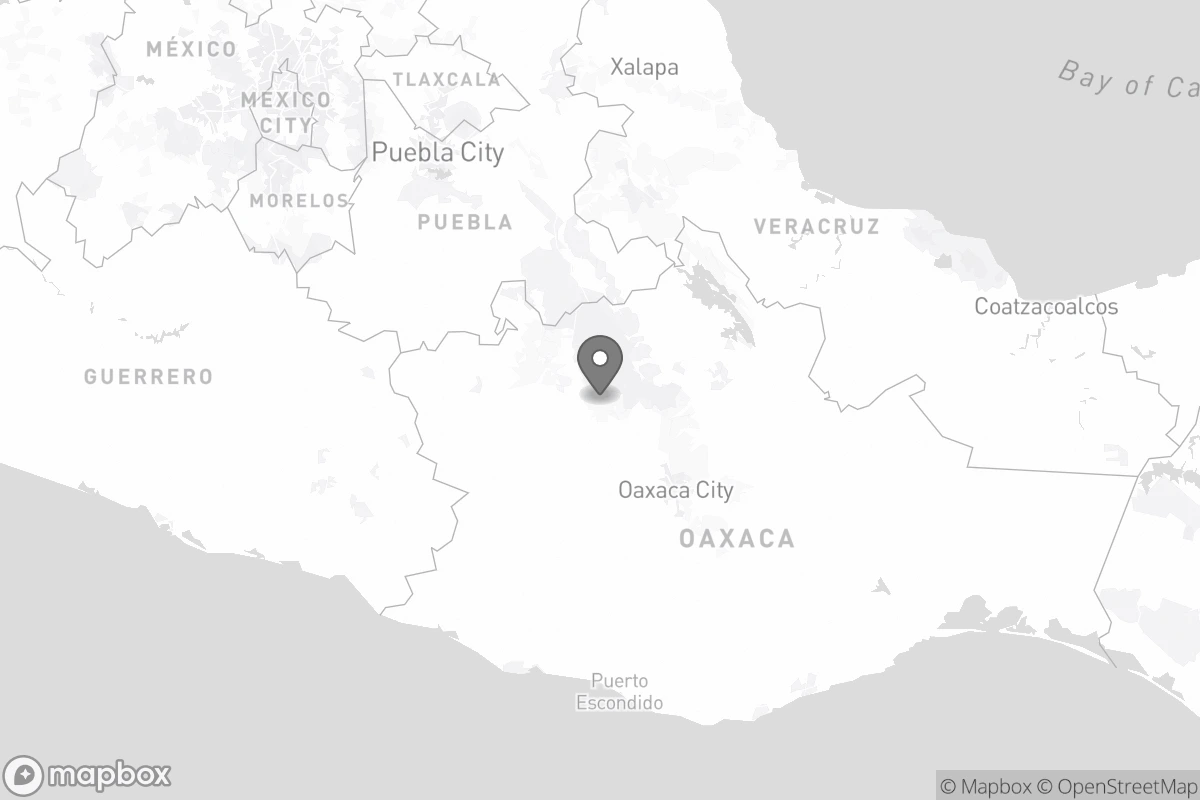 MÉXICO
Xalapa
TLAXCALA
Bay of Ca
MEXICO
CITY
Puebla City
MORELOS
PUEBLA
VERACRUZ
Coatzacoalcos
GUERRERO
Oaxaca City
OAXACA
Puerto
Escondido
mapbox
© Mapbox © OpenStreetMap